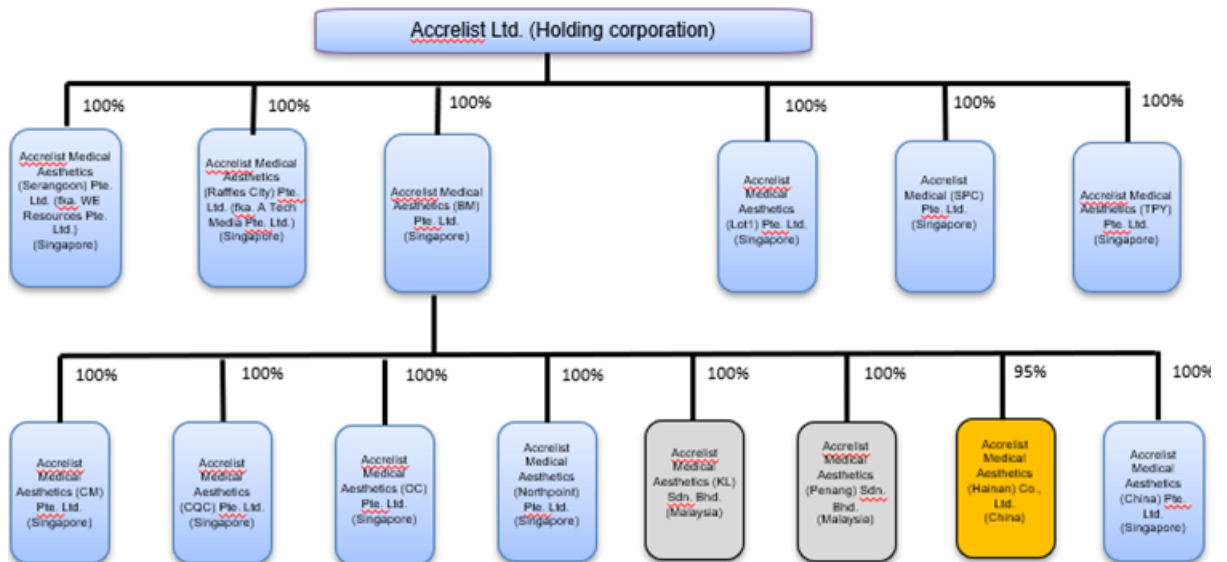 Accrelist Ltd. (Holding corporation)
100%
100%
100%
100%
100%
100%
Accrelist Medical
Aesthetics
(Serangoon) Pte.
Ltd. (fka. WE
Resources Pte.
Ltd.)
(Singapore)
Accrelist Medical
Aesthetics
(Raffles City) Pte.
Ltd. (fka. A Tech
Media Pte. Ltd.)
(Singapore)
Accrelist Medical
Aesthetics (BM)
Pte. Ltd.
(Singapore)
Accrelist
Medical
Aesthetics
(Lot1) Pte. Ltd.
(Singapore)
Accrelist
Medical (SPC)
Pte. Ltd.
(Singapore)
Accrelist Medical
Aesthetics (TPY)
Pte. Ltd.
(Singapore)
100%
100%
100%
100%
100%
100%
95%
100%
Accrelist
Medical
Aesthetics (CM)
Pte. Ltd.
(Singapore)
Accrelist
Medical
Aesthetics
(CQC) Pte. Ltd.
(Singapore)
Accrelist
Medical
Aesthetics (OC)
Pte. Ltd.
(Singapore)
Accrelist
Medical
Aesthetics
(Northpoint)
Pte. Ltd.
(Singapore)
Accrelist
Medical
Aesthetics (KL)
Sdn. Bhd.
(Malaysia)
Accrelist
Medical
Aesthetics
(Penang) Sdn.
Bhd.
(Malaysia)
Accrelist
Medical
Aesthetics
(Hainan) Co.,
Ltd.
(China)
Accrelist
Medical
Aesthetics
(China) Pte.
Ltd.
(Singapore)